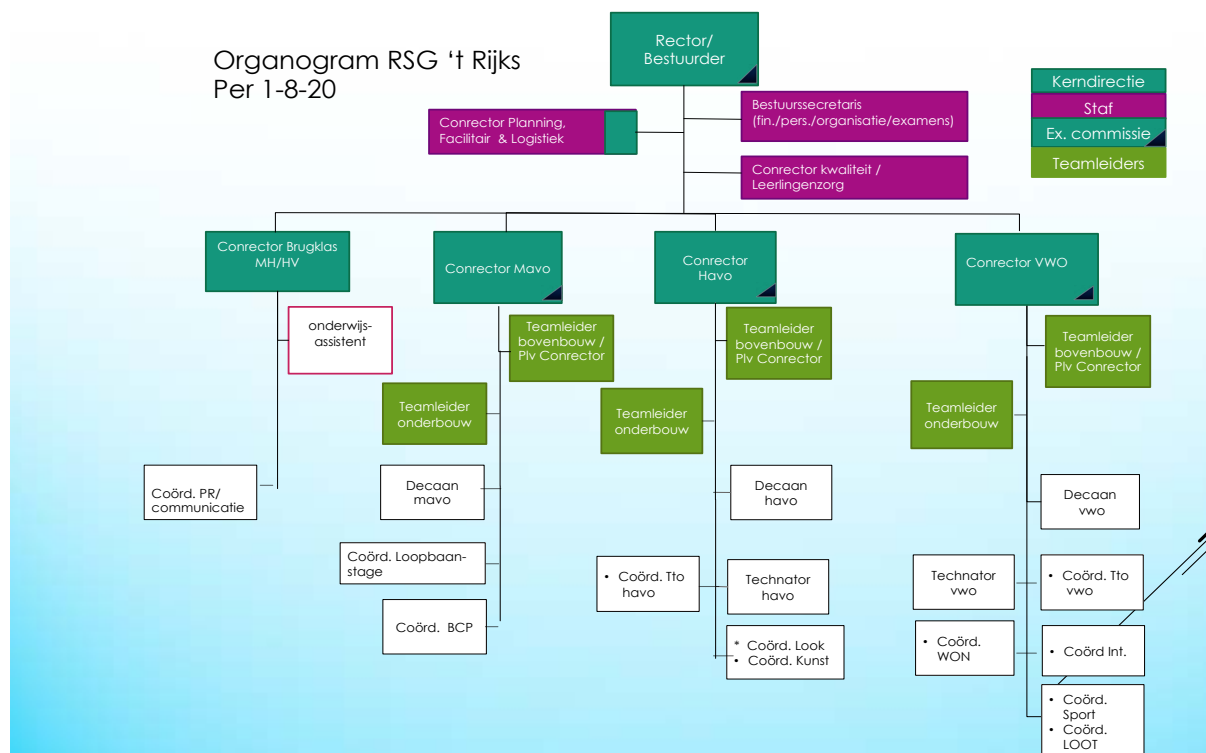 Organogram RSG ‘t Rijks
Per 1-8-20
Rector/
Bestuurder
Kerndirectie
Staf
Ex. commissie
Teamleiders
Conrector Planning,
Facilitair & Logistiek
Bestuurssecretaris
(fin./pers./organisatie/examens)
Conrector kwaliteit /
Leerlingenzorg
Conrector Brugklas
MH/HV
Conrector Mavo
Conrector
Havo
Conrector VWO
onderwijs-
assistent
Teamleider
bovenbouw /
Plv Conrector
Teamleider
bovenbouw /
Plv Conrector
Teamleider
bovenbouw /
Plv Conrector
Teamleider
onderbouw
Teamleider
onderbouw
Teamleider
onderbouw
Coörd. PR/
communicatie
Decaan
mavo
Decaan
havo
Decaan
vwo
Coörd. Loopbaan-
stage
• Coörd. Tto
havo
Technator
havo
Technator
vwo
• Coörd. Tto
vwo
Coörd. BCP
* Coörd. Look
• Coörd. Kunst
• Coörd.
WON
• Coörd Int.
• Coörd.
Sport
• Coörd.
LOOT